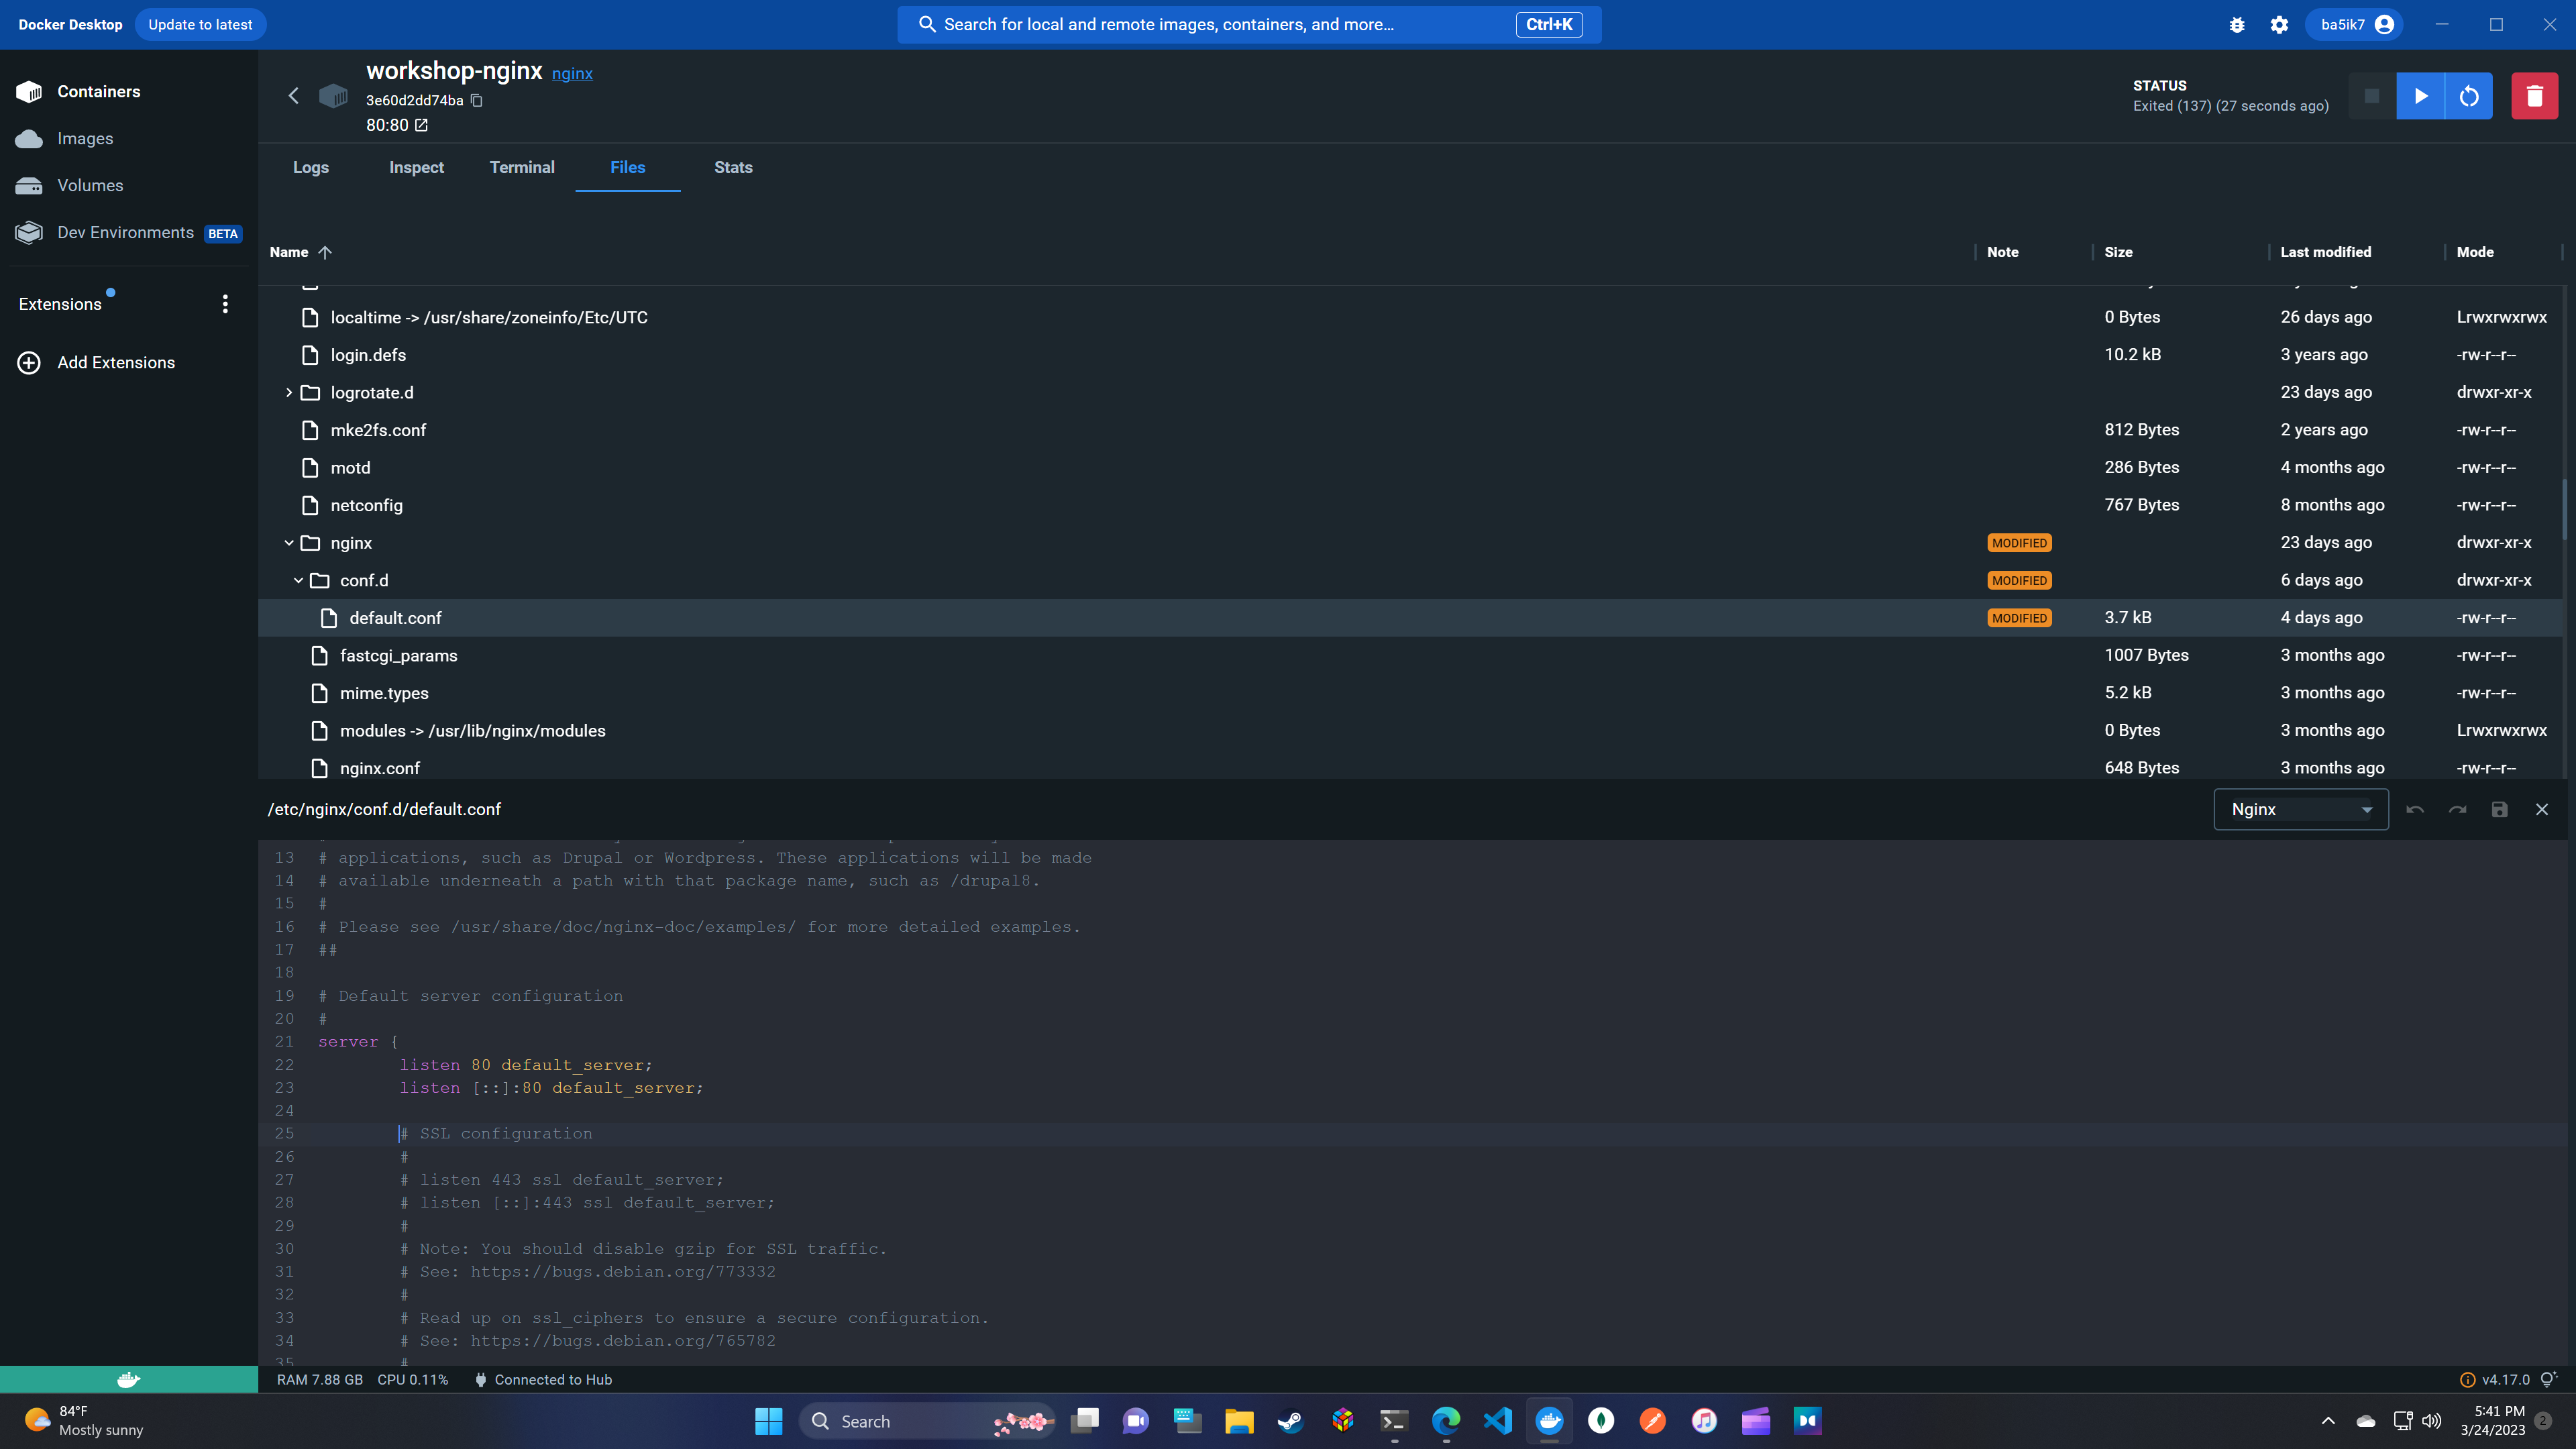 Docker Desktop Update to latest Search for local and remote images, containers, and more... Ctrl+K ba5ik7
Containers
Images
Volumes
Dev Environments BETA
Extensions
Add Extensions
workshop-nginx nginx
3e60d2dd74ba
80:80
STATUS
Exited (137) (27 seconds ago)
Logs Inspect Terminal Files Stats
Name Note Size Last modified Mode
localtime -> /usr/share/zoneinfo/Etc/UTC 0 Bytes 26 days ago Lrwxrwxrwx
login.defs 10.2 kB 3 years ago -rw-r--r--
logrotate.d 23 days ago drwxr-xr-x
mke2fs.conf 812 Bytes 2 years ago -rw-r--r--
motd 286 Bytes 4 months ago -rw-r--r--
netconfig 767 Bytes 8 months ago -rw-r--r--
nginx MODIFIED 23 days ago drwxr-xr-x
conf.d MODIFIED 6 days ago drwxr-xr-x
default.conf MODIFIED 3.7 kB 4 days ago -rw-r--r--
fastcgi_params 1007 Bytes 3 months ago -rw-r--r--
mime.types 5.2 kB 3 months ago -rw-r--r--
modules -> /usr/lib/nginx/modules 0 Bytes 3 months ago Lrwxrwxrwx
nginx.conf 648 Bytes 3 months ago -rw-r--r--
/etc/nginx/conf.d/default.conf Nginx
13 # applications, such as Drupal or Wordpress. These applications will be made
14 # available underneath a path with that package name, such as /drupal8.
15 #
16 # Please see /usr/share/doc/nginx-doc/examples/ for more detailed examples.
17 ##
18
19 # Default server configuration
20 #
21 server {
22 listen 80 default_server;
23 listen [::]:80 default_server;
24
25 # SSL configuration
26 #
27 # listen 443 ssl default_server;
28 # listen [::]:443 ssl default_server;
29 #
30 # Note: You should disable gzip for SSL traffic.
31 # See: https://bugs.debian.org/773332
32 #
33 # Read up on ssl_ciphers to ensure a secure configuration.
34 # See: https://bugs.debian.org/765782
35 #
RAM 7.88 GB CPU 0.11% Connected to Hub v4.17.0
84°F
Mostly sunny
Search
5:41 PM
3/24/2023
2